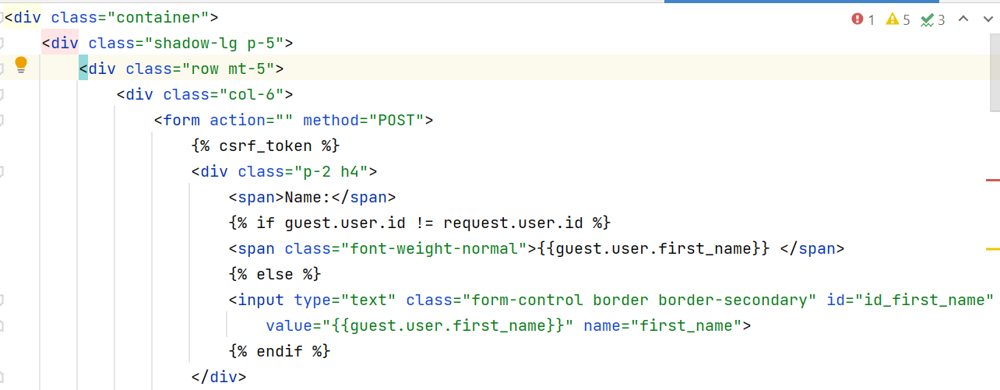 <div class="container">
1 5 3
<div class="shadow-lg p-5">
<div class="row mt-5">
<div class="col-6">
<form action="" method="POST">
{% csrf_token %}
<div class="p-2 h4">
<span>Name:</span>
{% if guest.user.id != request.user.id %}
<span class="font-weight-normal">{{guest.user.first_name}} </span>
{% else %}
<input type="text" class="form-control border border-secondary" id="id_first_name"
value="{{guest.user.first_name}}" name="first_name">
{% endif %}
</div>